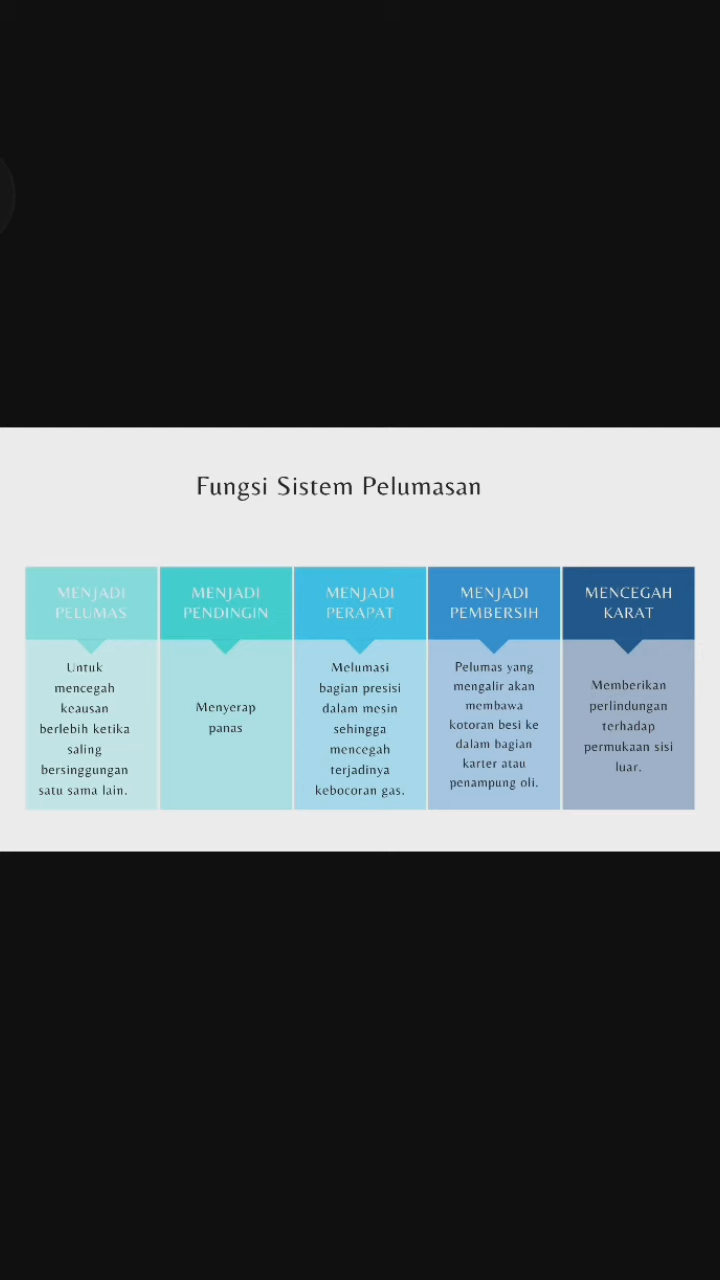 Fungsi Sistem Pelumasan
MENJADI
PELUMAS
Untuk
mencegah
keausan
berlebih ketika
saling
bersinggungan
satu sama lain.
MENJADI
PENDINGIN
Menyerap
panas
MENJADI
PERAPAT
Melumasi
bagian presisi
dalam mesin
sehingga
mencegah
terjadinya
kebocoran gas.
MENJADI
PEMBERSIH
Pelumas yang
mengalir akan
membawa
kotoran besi ke
dalam bagian
karter atau
penampung oli.
MENCEGAH
KARAT
Memberikan
perlindungan
terhadap
permukaan sisi
luar.